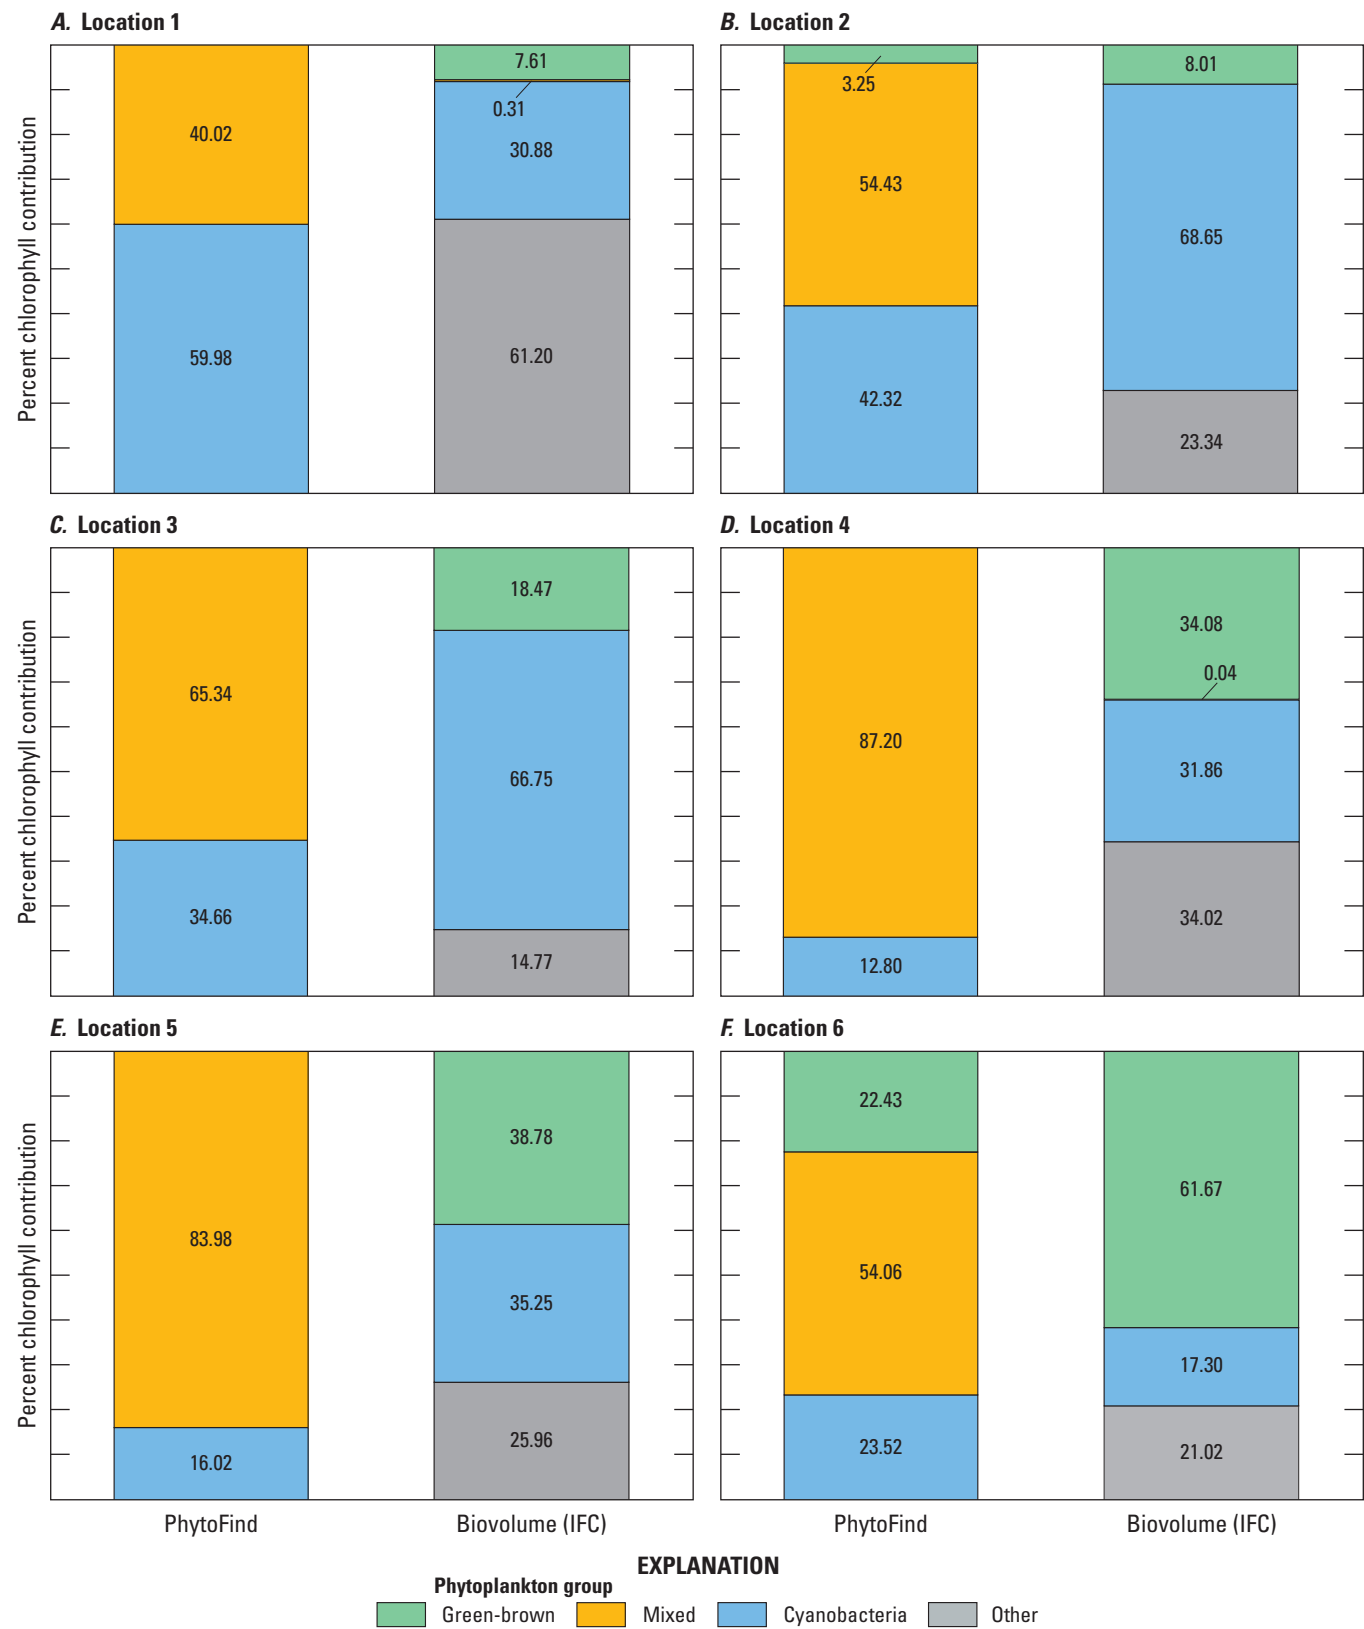 A. Location 1
B. Location 2
Percent chlorophyll contribution
40.02
59.98
7.61
0.31
30.88
61.20
3.25
54.43
42.32
8.01
68.65
23.34
C. Location 3
D. Location 4
Percent chlorophyll contribution
65.34
34.66
18.47
66.75
14.77
87.20
12.80
34.08
0.04
31.86
34.02
E. Location 5
F. Location 6
Percent chlorophyll contribution
83.98
16.02
38.78
35.25
25.96
22.43
54.06
23.52
61.67
17.30
21.02
PhytoFind
Biovolume (IFC)
PhytoFind
Biovolume (IFC)
EXPLANATION
Phytoplankton group
Green-brown
Mixed
Cyanobacteria
Other